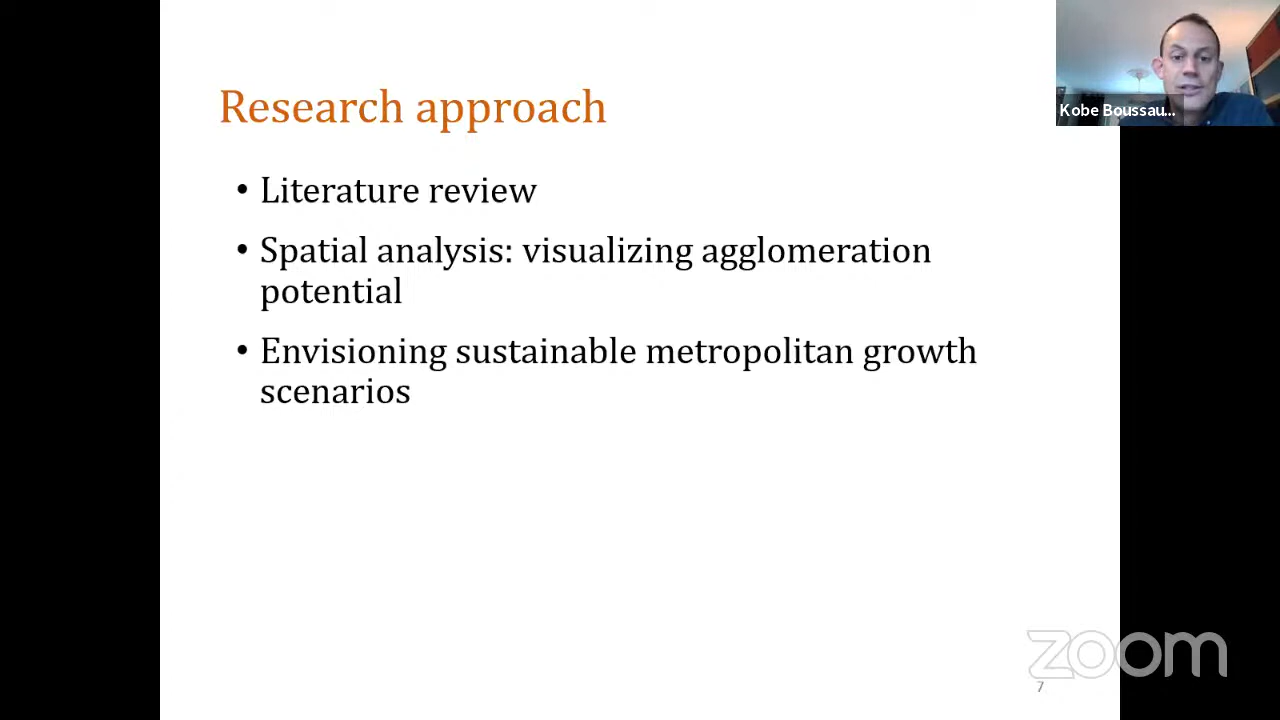 Research approach
• Literature review
• Spatial analysis: visualizing agglomeration
potential
• Envisioning sustainable metropolitan growth
scenarios
Kobe Boussau...
zoom
7